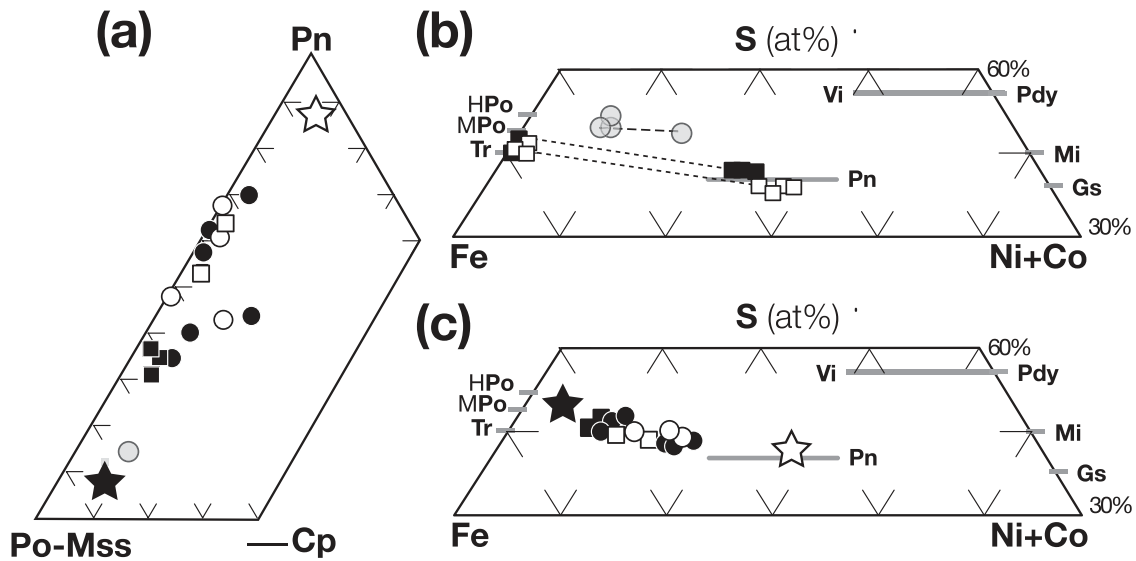 (a)
Pn
Po-Mss
Cp
(b)
S (at%)
60%
HPo
MPo
Tr
Vi
Pdy
Mi
Pn
Gs
30%
Fe
Ni+Co
(c)
S (at%)
60%
HPo
MPo
Tr
Vi
Pdy
Mi
Pn
Gs
30%
Fe
Ni+Co